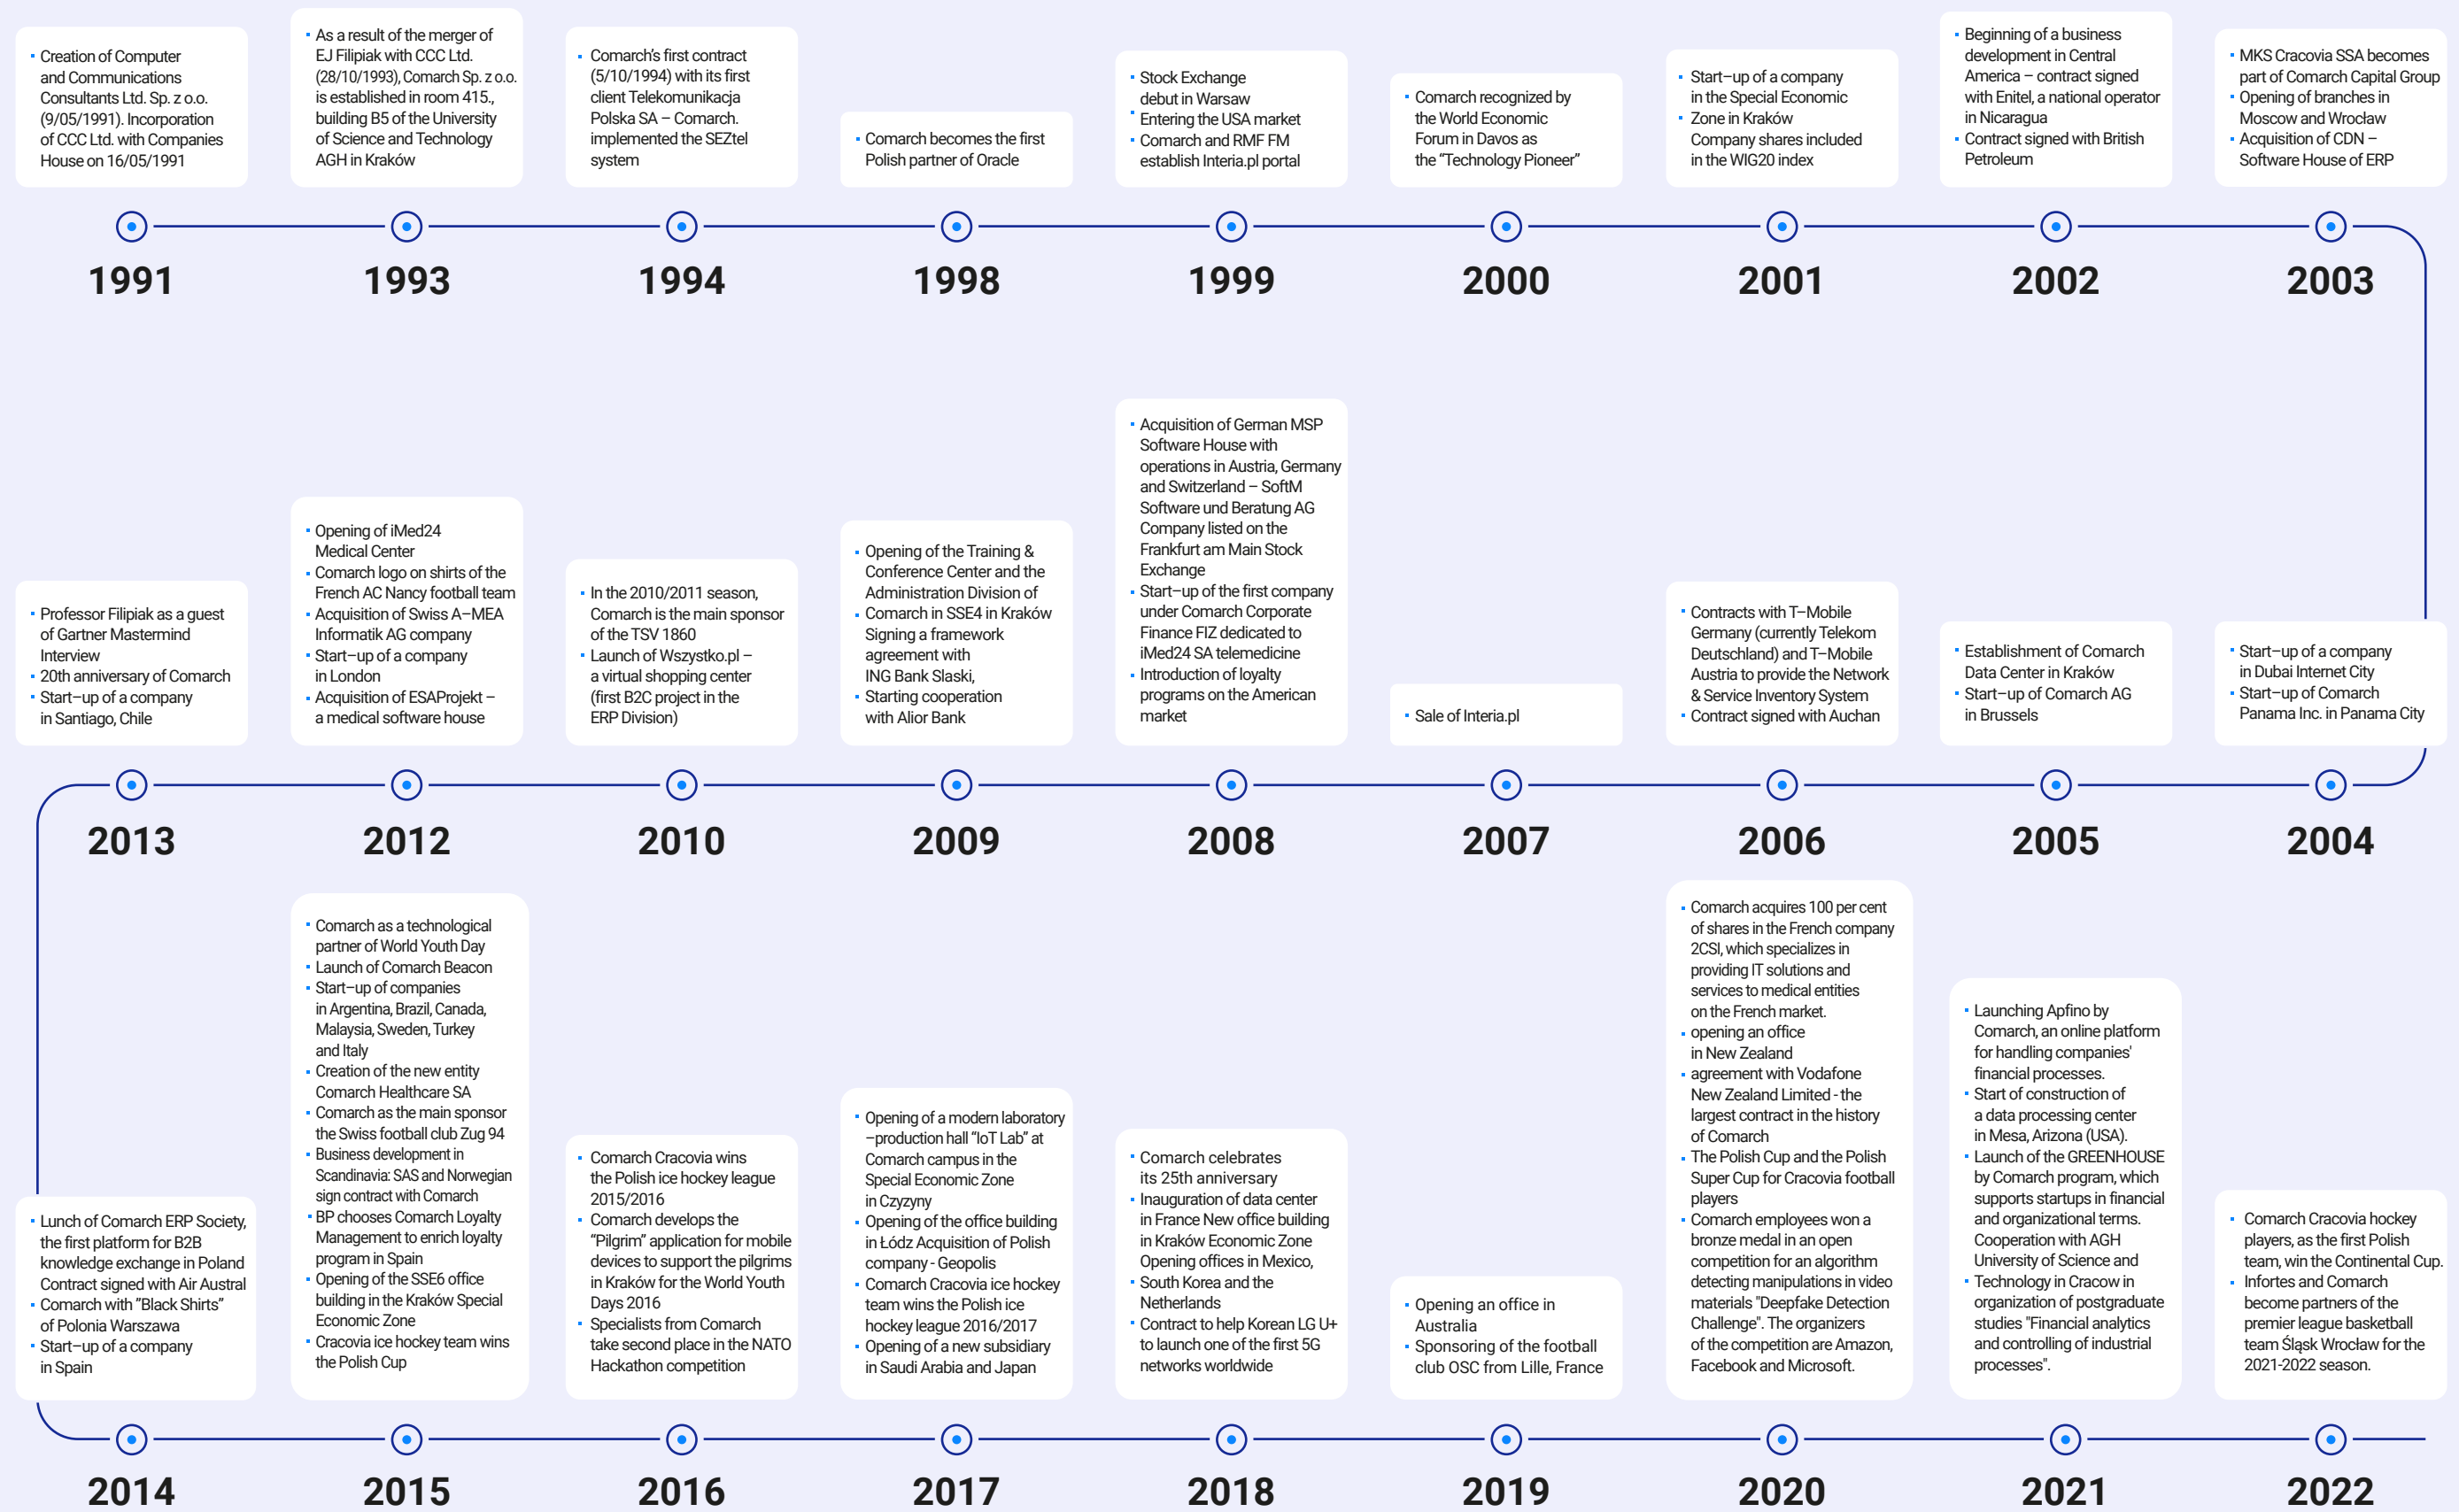 Creation of Computer
and Communications
Consultants Ltd. Sp. z o.o.
(9/05/1991). Incorporation
of CCC Ltd. with Companies
House on 16/05/1991
1991
As a result of the merger of
EJ Filipiak with CCC Ltd.
(28/10/1993), Comarch Sp. z o.o.
is established in room 415.,
building B5 of the University
of Science and Technology
AGH in Kraków
1993
Comarch's first contract
(5/10/1994) with its first
client Telekomunikacja
Polska SA – Comarch.
implemented the SEZtel
system
1994
Comarch becomes the first
Polish partner of Oracle
1998
Stock Exchange
debut in Warsaw
Entering the USA market
Comarch and RMF FM
establish Interia.pl portal
1999
Comarch recognized by
the World Economic
Forum in Davos as
the “Technology Pioneer”
2000
Start–up of a company
in the Special Economic
Zone in Kraków
Company shares included
in the WIG20 index
2001
Beginning of a business
development in Central
America – contract signed
with Enitel, a national operator
in Nicaragua
Contract signed with British
Petroleum
2002
MKS Cracovia SSA becomes
part of Comarch Capital Group
Opening of branches in
Moscow and Wrocław
Acquisition of CDN –
Software House of ERP
2003
Start–up of a company
in Dubai Internet City
Start–up of Comarch
Panama Inc. in Panama City
2004
Establishment of Comarch
Data Center in Kraków
Start–up of Comarch AG
in Brussels
2005
Contracts with T–Mobile
Germany (currently Telekom
Deutschland) and T–Mobile
Austria to provide the Network
& Service Inventory System
Contract signed with Auchan
2006
Sale of Interia.pl
2007
Acquisition of German MSP
Software House with
operations in Austria, Germany
and Switzerland – SoftM
Software und Beratung AG
Company listed on the
Frankfurt am Main Stock
Exchange
Start–up of the first company
under Comarch Corporate
Finance FIZ dedicated to
iMed24 SA telemedicine
Introduction of loyalty
programs on the American
market
2008
Opening of the Training &
Conference Center and the
Administration Division of
Comarch in SSE4 in Kraków
Signing a framework
agreement with
ING Bank Slaski,
Starting cooperation
with Alior Bank
2009
In the 2010/2011 season,
Comarch is the main sponsor
of the TSV 1860
Launch of Wszystko.pl –
a virtual shopping center
(first B2C project in the
ERP Division)
2010
Opening of iMed24
Medical Center
Comarch logo on shirts of the
French AC Nancy football team
Acquisition of Swiss A–MEA
Informatik AG company
Start–up of a company
in London
Acquisition of ESAProjekt –
a medical software house
2012
Professor Filipiak as a guest
of Gartner Mastermind
Interview
20th anniversary of Comarch
Start–up of a company
in Santiago, Chile
2013
Lunch of Comarch ERP Society,
the first platform for B2B
knowledge exchange in Poland
Contract signed with Air Austral
Comarch with ”Black Shirts”
of Polonia Warszawa
Start–up of a company
in Spain
2014
Comarch as a technological
partner of World Youth Day
Launch of Comarch Beacon
Start–up of companies
in Argentina, Brazil, Canada,
Malaysia, Sweden, Turkey
and Italy
Creation of the new entity
Comarch Healthcare SA
Comarch as the main sponsor
the Swiss football club Zug 94
Business development in
Scandinavia: SAS and Norwegian
sign contract with Comarch
BP chooses Comarch Loyalty
Management to enrich loyalty
program in Spain
Opening of the SSE6 office
building in the Kraków Special
Economic Zone
Cracovia ice hockey team wins
the Polish Cup
2015
Comarch Cracovia wins
the Polish ice hockey league
2015/2016
Comarch develops the
“Pilgrim” application for mobile
devices to support the pilgrims
in Kraków for the World Youth
Days 2016
Specialists from Comarch
take second place in the NATO
Hackathon competition
2016
Opening of a modern laboratory
–production hall “IoT Lab” at
Comarch campus in the
Special Economic Zone
in Czyzyny
Opening of the office building
in Łódz Acquisition of Polish
company - Geopolis
Comarch Cracovia ice hockey
team wins the Polish ice
hockey league 2016/2017
Opening of a new subsidiary
in Saudi Arabia and Japan
2017
Comarch celebrates
its 25th anniversary
Inauguration of data center
in France New office building
in Kraków Economic Zone
Opening offices in Mexico,
South Korea and the
Netherlands
Contract to help Korean LG U+
to launch one of the first 5G
networks worldwide
2018
Opening an office in
Australia
Sponsoring of the football
club OSC from Lille, France
2019
Comarch acquires 100 per cent
of shares in the French company
2CSI, which specializes in
providing IT solutions and
services to medical entities
on the French market.
opening an office
in New Zealand
agreement with Vodafone
New Zealand Limited - the
largest contract in the history
of Comarch
The Polish Cup and the Polish
Super Cup for Cracovia football
players
Comarch employees won a
bronze medal in an open
competition for an algorithm
detecting manipulations in video
materials "Deepfake Detection
Challenge". The organizers
of the competition are Amazon,
Facebook and Microsoft.
2020
Launching Apfino by
Comarch, an online platform
for handling companies'
financial processes.
Start of construction of
a data processing center
in Mesa, Arizona (USA).
Launch of the GREENHOUSE
by Comarch program, which
supports startups in financial
and organizational terms.
Cooperation with AGH
University of Science and
Technology in Cracow in
organization of postgraduate
studies "Financial analytics
and controlling of industrial
processes".
2021
Comarch Cracovia hockey
players, as the first Polish
team, win the Continental Cup.
Infortes and Comarch
become partners of the
premier league basketball
team Śląsk Wrocław for the
2021-2022 season.
2022